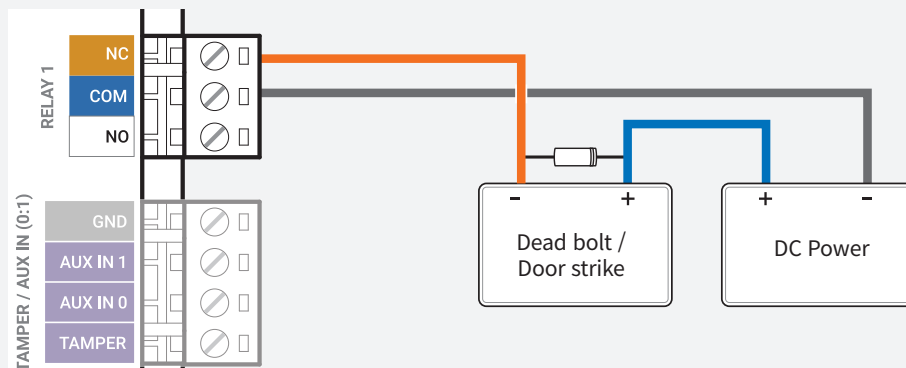 RELAY 1
NC
COM
NO
TAMPER / AUX IN (0:1)
GND
AUX IN 1
AUX IN 0
TAMPER
- +
Dead bolt /
Door strike
+ -
DC Power